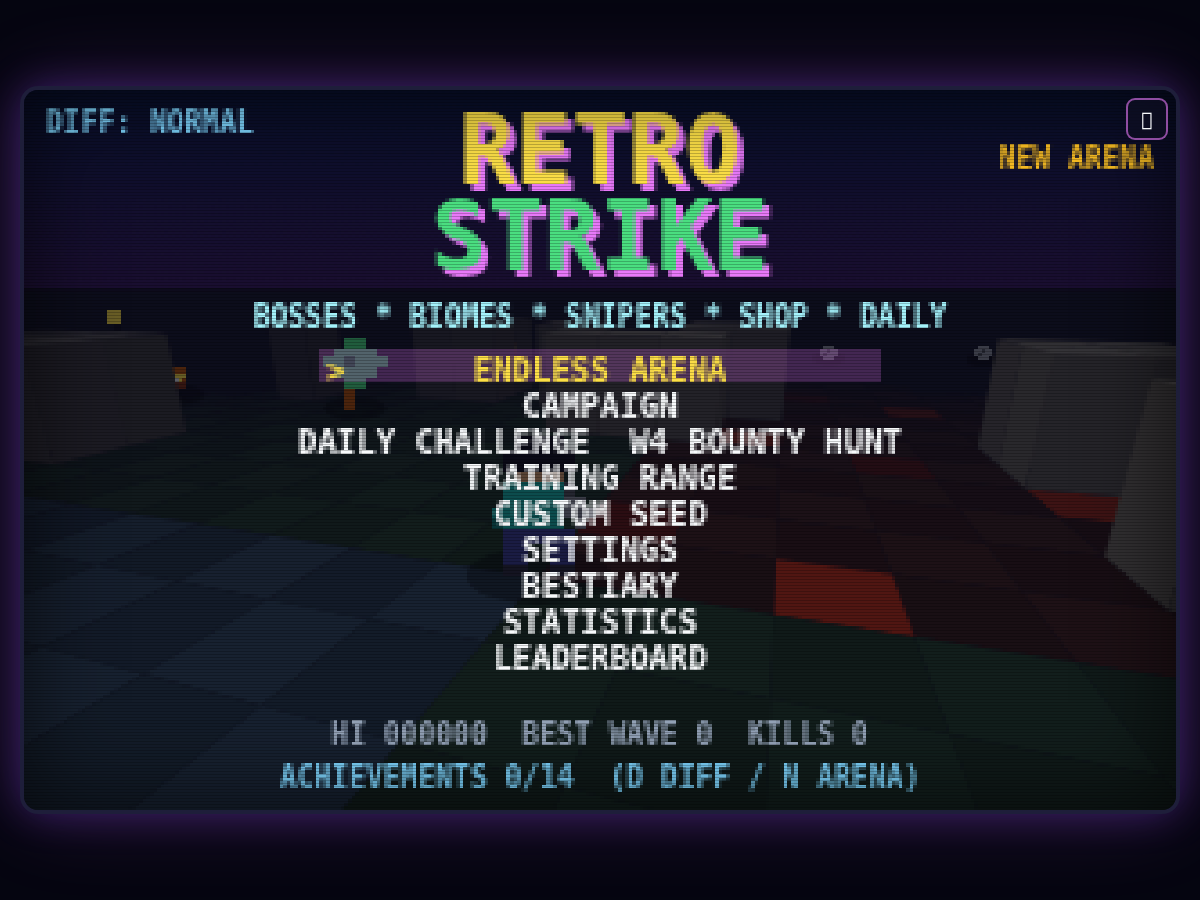 DIFF: NORMAL
RETRO
STRIKE
NEW ARENA
BOSSES * BIOMES * SNIPERS * SHOP * DAILY
> ENDLESS ARENA
CAMPAIGN
DAILY CHALLENGE W4 BOUNTY HUNT
TRAINING RANGE
CUSTOM SEED
SETTINGS
BESTIARY
STATISTICS
LEADERBOARD
HI 000000 BEST WAVE 0 KILLS 0
ACHIEVEMENTS 0/14 (D DIFF / N ARENA)